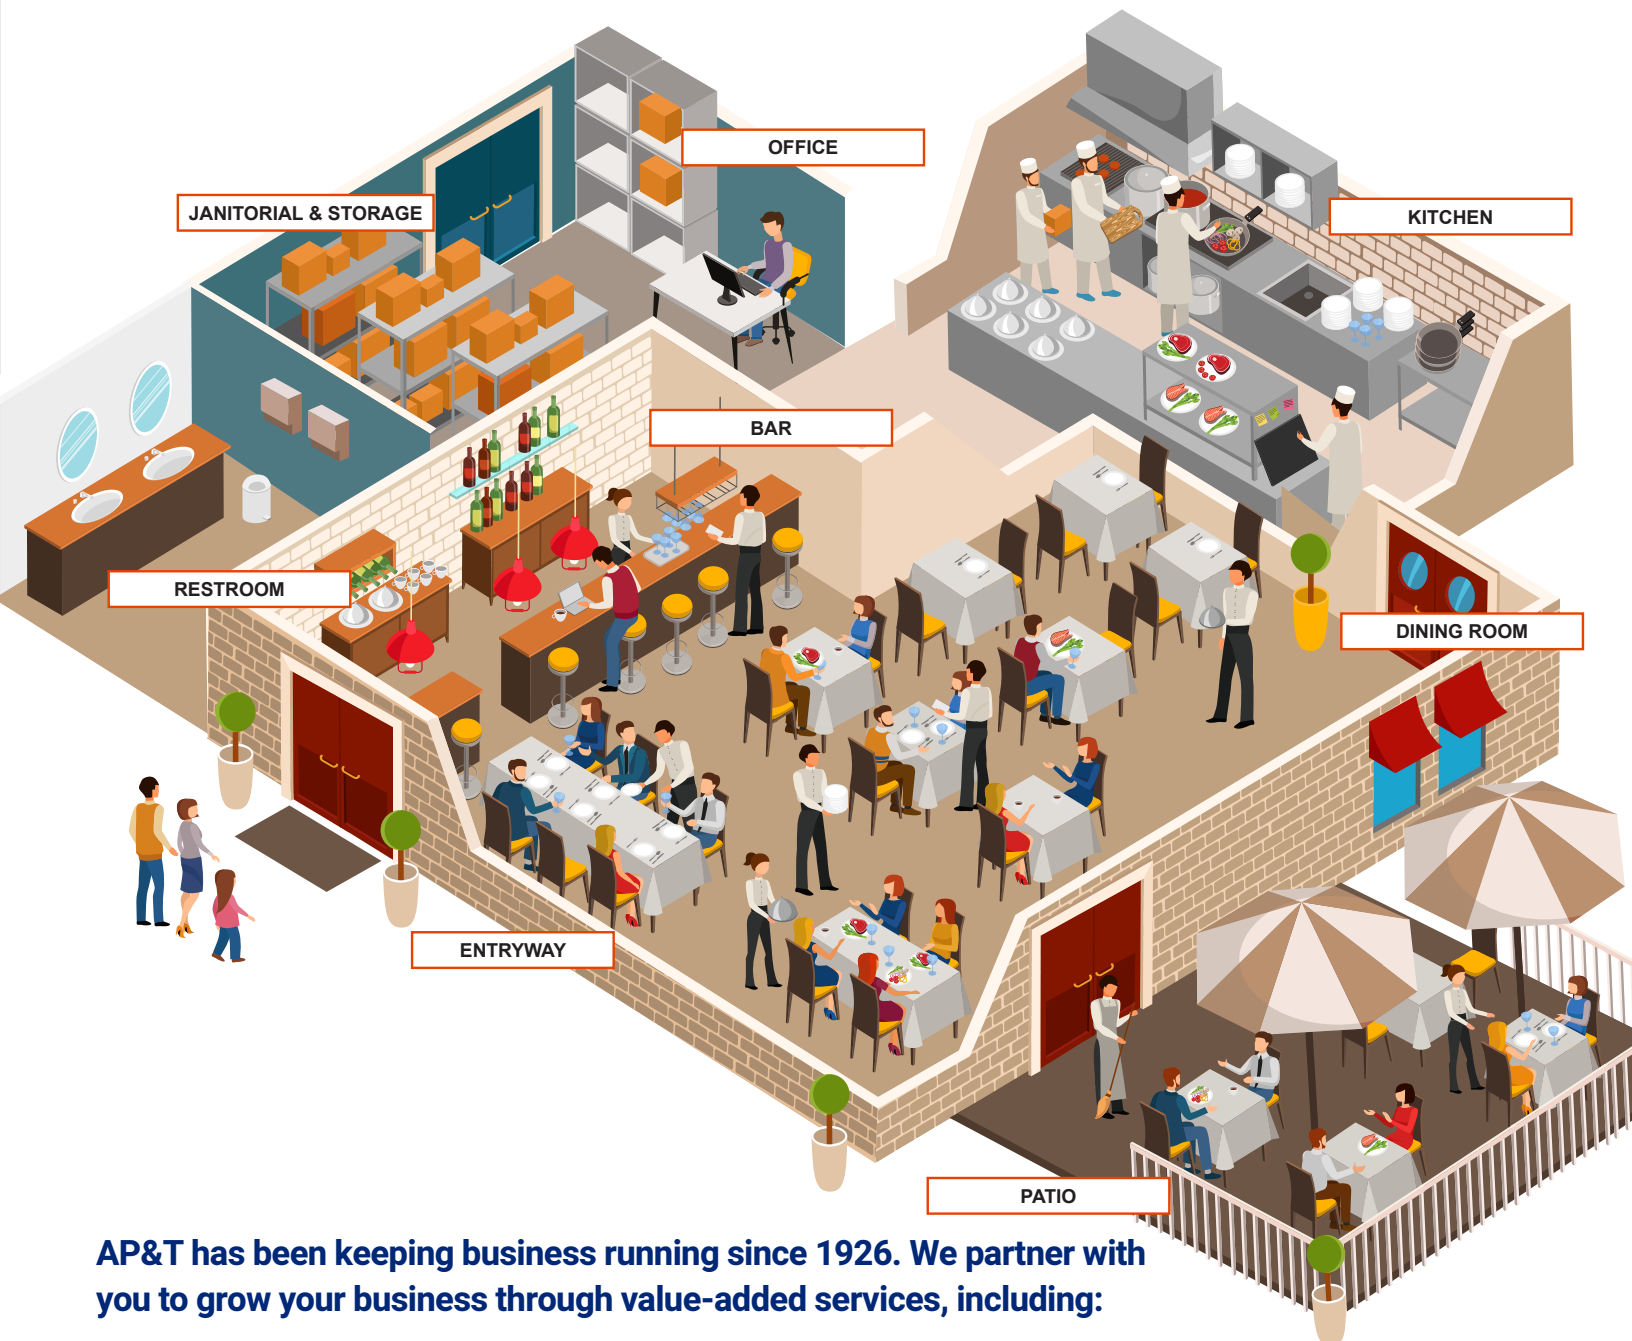 OFFICE
JANITORIAL & STORAGE
KITCHEN
BAR
RESTROOM
DINING ROOM
ENTRYWAY
PATIO
AP&T has been keeping business running since 1926. We partner with
you to grow your business through value-added services, including: